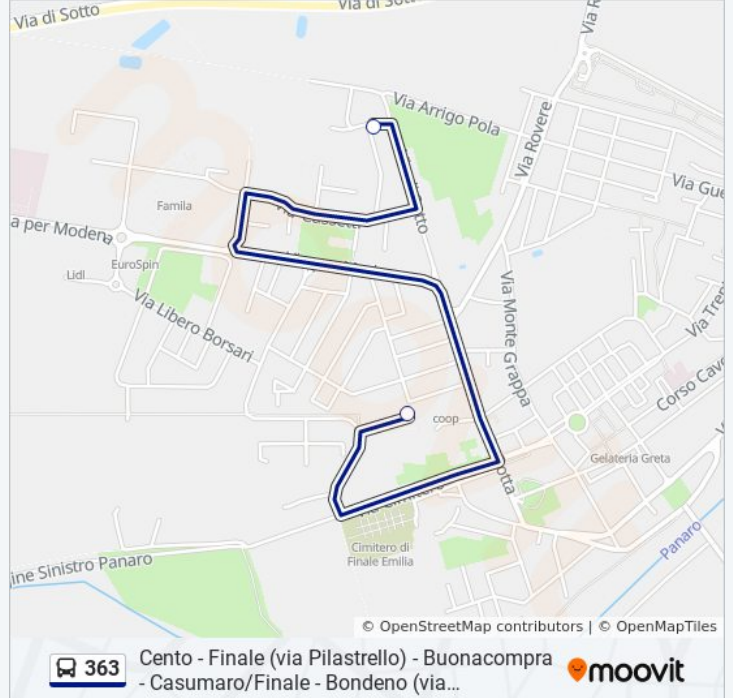 Via di Sotto
Via di Sotto
Via R
Via Arrigo Pola
Via Rovere
Via Gue
Famila
a per Modena
EuroSpin
Lidl
Via Libero Borsari
Via Monte Grappa
Via Tre
Corso Cavo
coop
Gelateria Greta
Cimitero di
Finale Emilia
ine Sinistro Panaro
Panaro
© OpenStreetMap contributors | © OpenMapTiles
363
Cento - Finale (via Pilastrello) - Buonacompra
- Casumaro/Finale - Bondeno (via...
moovit